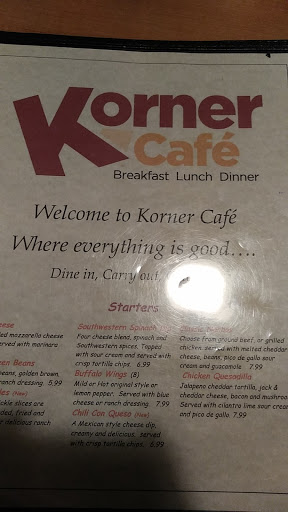 Korner
Café
Breakfast Lunch Dinner
Welcome to Korner Café
Where everything is good....
Dine in, Carry out
Starters
mozzarella cheese
served with marinara
Beans
beans, golden brown,
ranch dressing. 5.99
(New)
pickle slices are
fried and
delicious ranch
Southwestern Spinach
Four cheese blend, spinach and
Southwestern spices. Topped
with sour cream and served with
crisp tortilla chips. 6.99
Buffalo Wings (8)
Mild or Hot original style or
lemon pepper. Served with blue
cheese or ranch dressing. 7.99
Chili Con Queso (New)
A Mexican style cheese dip,
creamy and delicious. served
with crisp tortilla chips. 5.99
Choose from ground beef, or grilled
chicken served with melted cheddar
cheese, beans, pico de gallo sour
cream and guacamole. 7.99
Chicken Quesadilla
Jalapeno cheddar tortilla, jack &
cheddar cheese, bacon and mushroom.
Served with cilantro lime sour cream
and pico de gallo 7.99